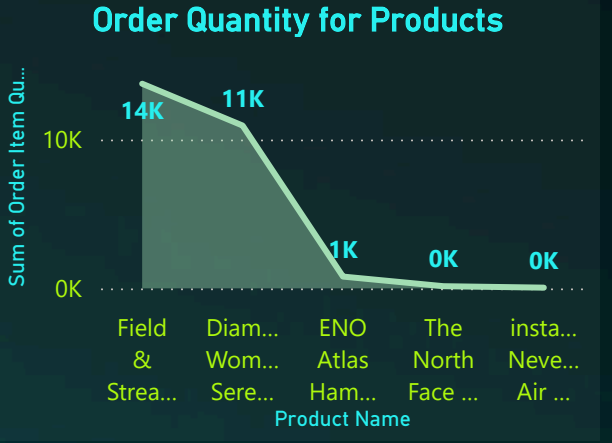 Order Quantity for Products
Sum of Order Item Qu...
14K
11K
10K
1K
0K
0K
0K
Field & Strea...
Diam... Wom... Sere...
ENO Atlas Ham...
The North Face ...
insta... Neve... Air ...
Product Name